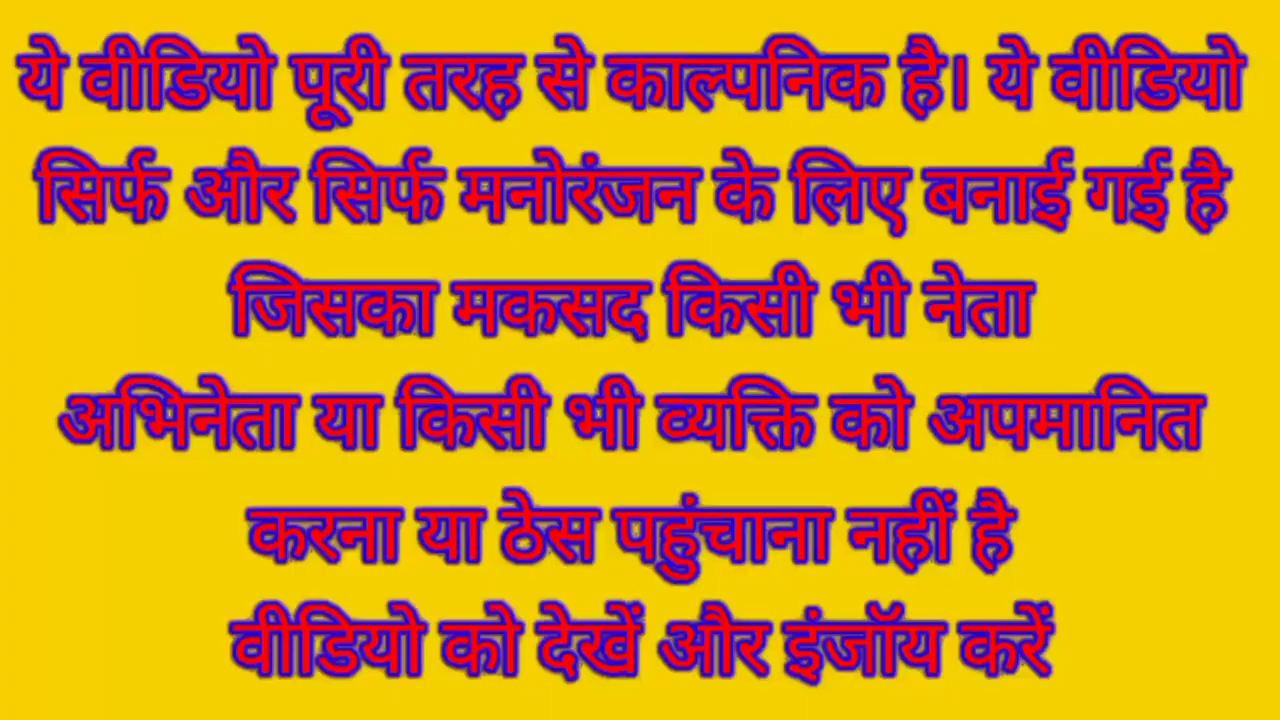 ये वीडियो पूरी तरह से काल्पनिक है। ये वीडियो
सिर्फ और सिर्फ मनोरंजन के लिए बनाई गई है
जिसका मकसद किसी भी नेता
अभिनेता या किसी भी व्यक्ति को अपमानित
करना या ठेस पहुंचाना नहीं है
वीडियो को देखें और इंजॉय करें